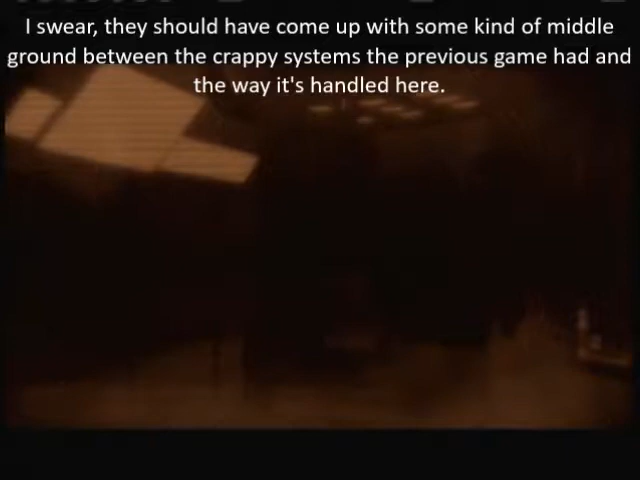 I swear, they should have come up with some kind of middle
ground between the crappy systems the previous game had and
the way it's handled here.